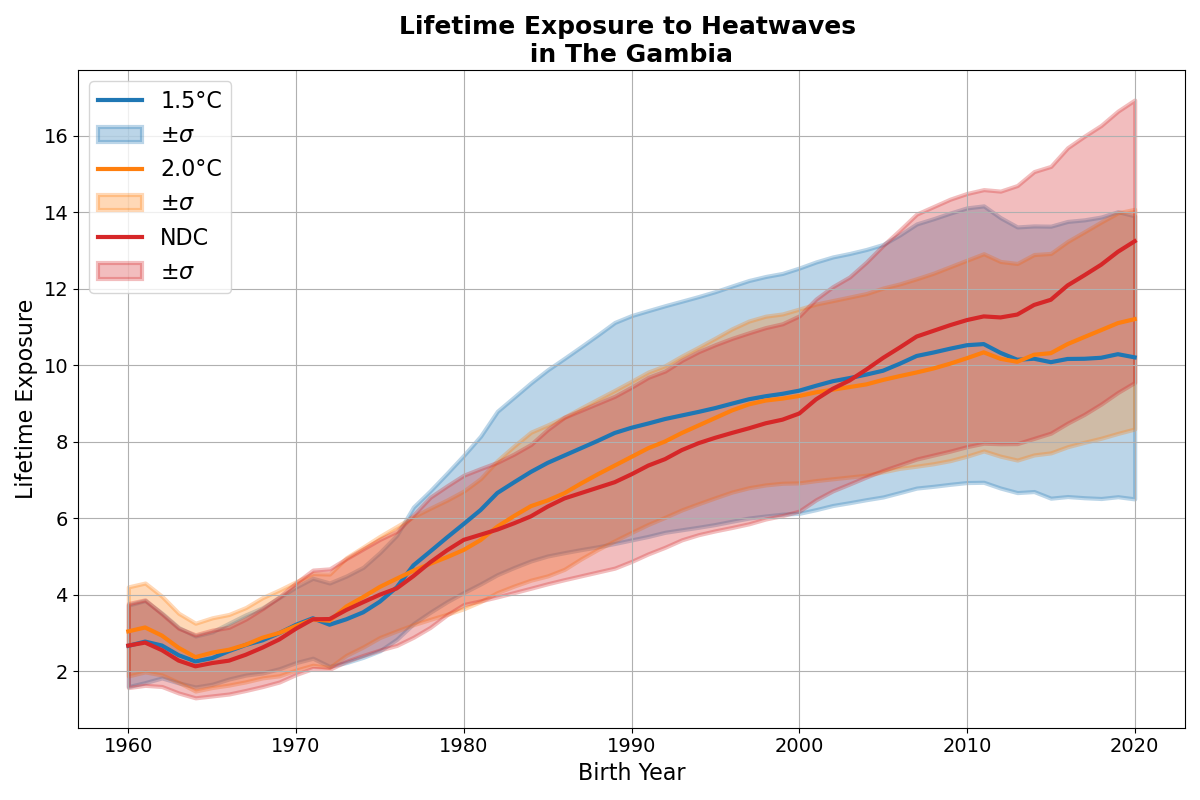 Lifetime Exposure to Heatwaves
in The Gambia
1.5°C
±σ
2.0°C
±σ
NDC
±σ
Lifetime Exposure
16
14
12
10
8
6
4
2
1960 1970 1980 1990 2000 2010 2020
Birth Year